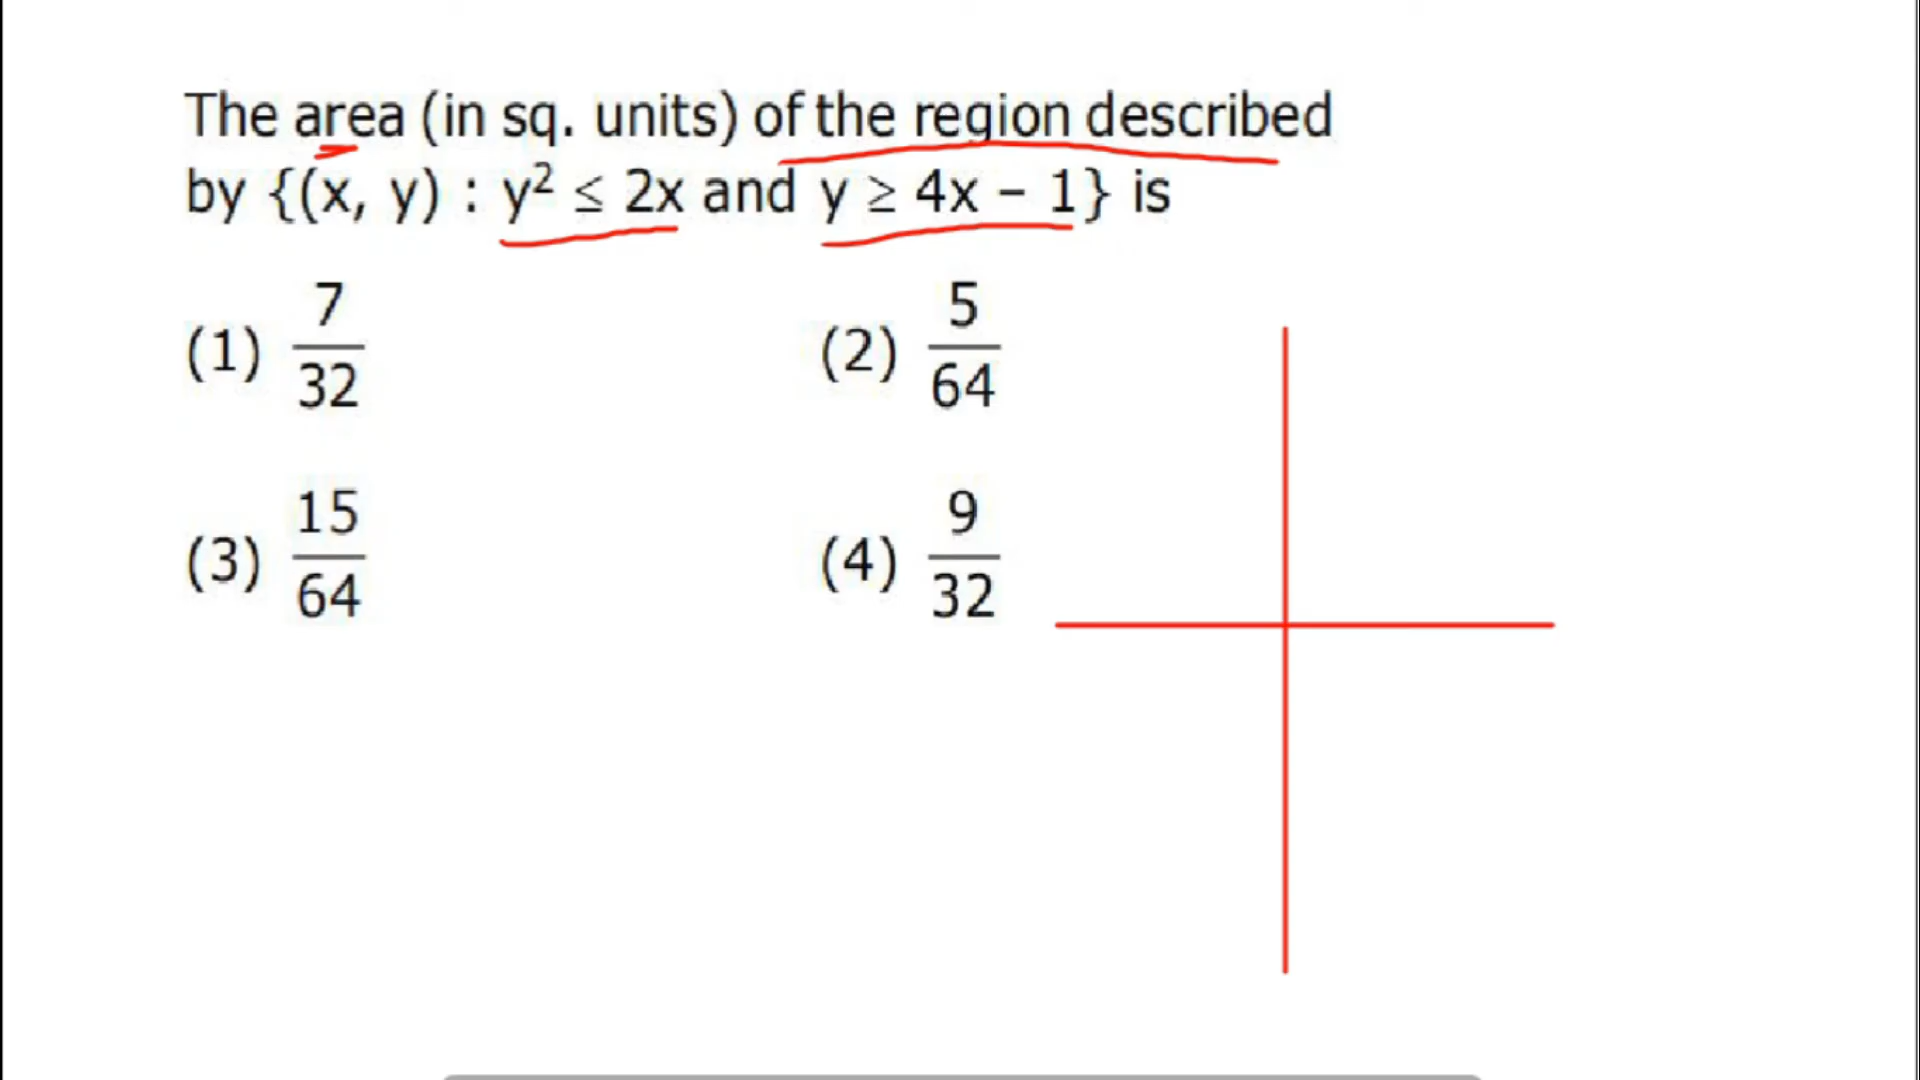 The area (in sq. units) of the region described
by {(x, y) : y² ≤ 2x and y ≥ 4x – 1} is
(1) 7/32 (2) 5/64
(3) 15/64 (4) 9/32